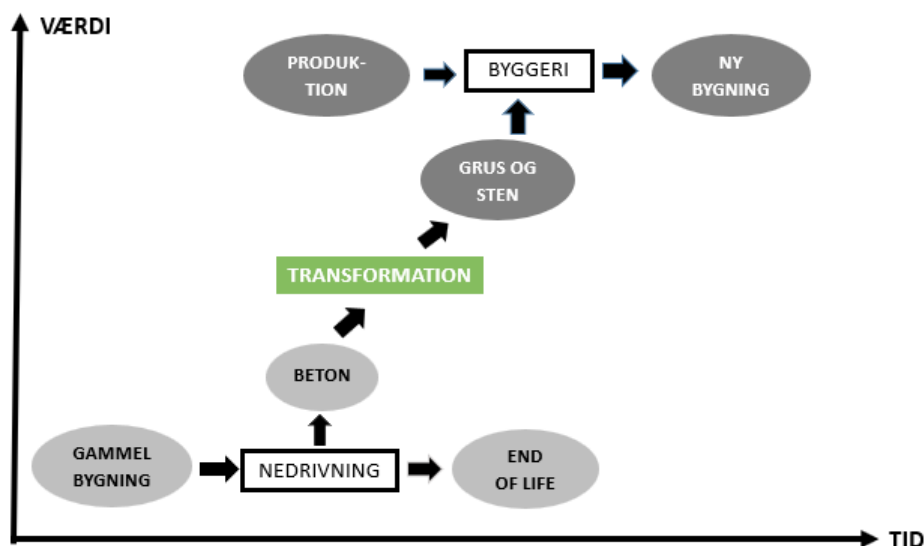 VÆRDI
PRODUK-
TION
BYGGERI
NY
BYGNING
GRUS OG
STEN
TRANSFORMATION
BETON
GAMMEL
BYGNING
NEDRIVNING
END
OF LIFE
TID